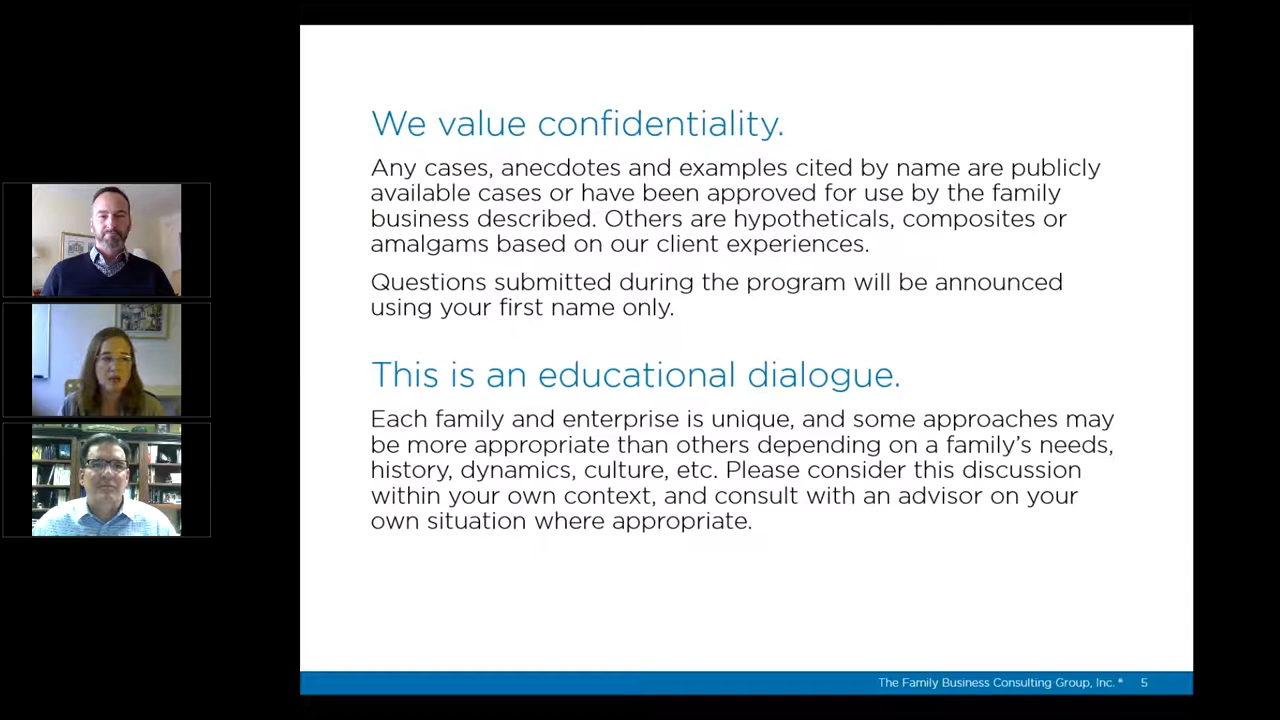 We value confidentiality.
Any cases, anecdotes and examples cited by name are publicly
available cases or have been approved for use by the family
business described. Others are hypotheticals, composites or
amalgams based on our client experiences.
Questions submitted during the program will be announced
using your first name only.
This is an educational dialogue.
Each family and enterprise is unique, and some approaches may
be more appropriate than others depending on a family's needs,
history, dynamics, culture, etc. Please consider this discussion
within your own context, and consult with an advisor on your
own situation where appropriate.
The Family Business Consulting Group, Inc.® 5